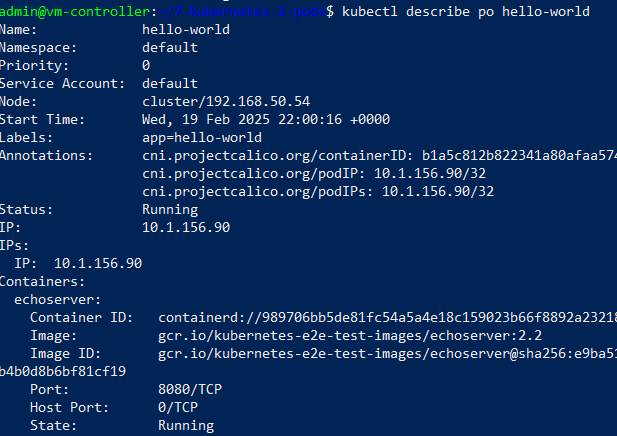 admin@vm-controller: $ kubectl describe po hello-world
Name:             hello-world
Namespace:        default
Priority:         0
Service Account:  default
Node:             cluster/192.168.50.54
Start Time:       Wed, 19 Feb 2025 22:00:16 +0000
Labels:           app=hello-world
Annotations:      cni.projectcalico.org/containerID: b1a5c812b822341a80afaa574
                  cni.projectcalico.org/podIP: 10.1.156.90/32
                  cni.projectcalico.org/podIPs: 10.1.156.90/32
Status:           Running
IP:               10.1.156.90
IPs:
  IP:  10.1.156.90
Containers:
  echoserver:
    Container ID:   containerd://989706bb5de81fc54a5a4e18c159023b66f8892a23218
    Image:          gcr.io/kubernetes-e2e-test-images/echoserver:2.2
    Image ID:       gcr.io/kubernetes-e2e-test-images/echoserver@sha256:e9ba51
b4b0d8b6bf81cf19
    Port:           8080/TCP
    Host Port:      0/TCP
    State:          Running